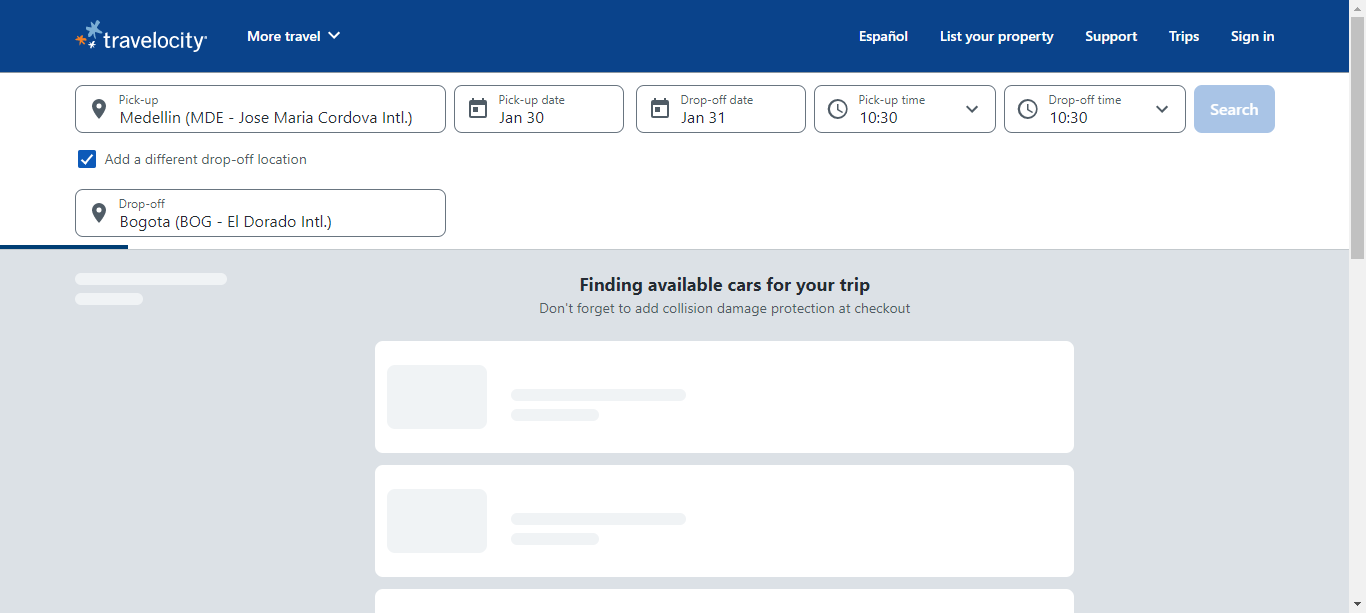 travelocity
More travel
Español
List your property
Support
Trips
Sign in
Pick-up
Medellin (MDE - Jose Maria Cordova Intl.)
Pick-up date
Jan 30
Drop-off date
Jan 31
Pick-up time
10:30
Drop-off time
10:30
Search
Add a different drop-off location
Drop-off
Bogota (BOG - El Dorado Intl.)
Finding available cars for your trip
Don't forget to add collision damage protection at checkout